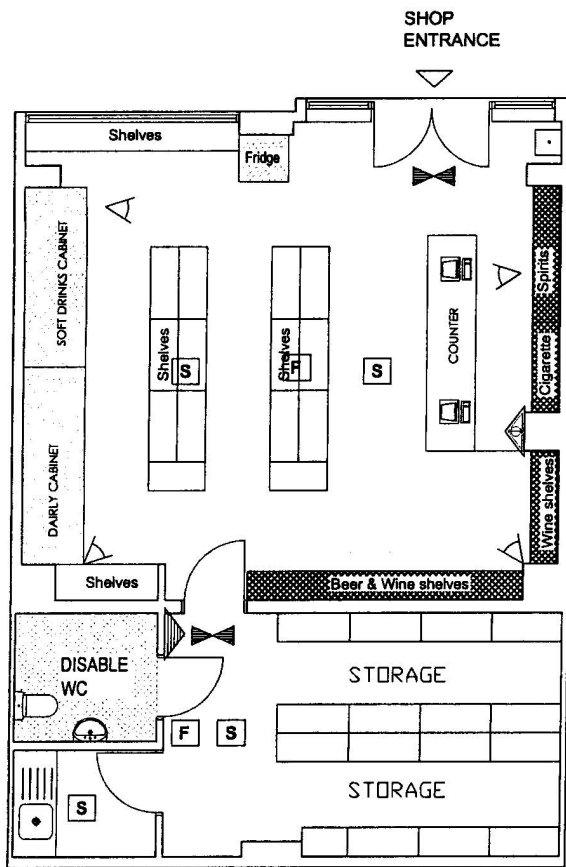 SHOP
ENTRANCE
Shelves
Fridge
SOFT DRINKS CABINET
DAIRLY CABINET
Shelves
S
Shelves
F
S
COUNTER
Spirits
Cigarette
Wine shelves
Shelves
Beer & Wine shelves
DISABLE
WC
STORAGE
F
S
S
STORAGE